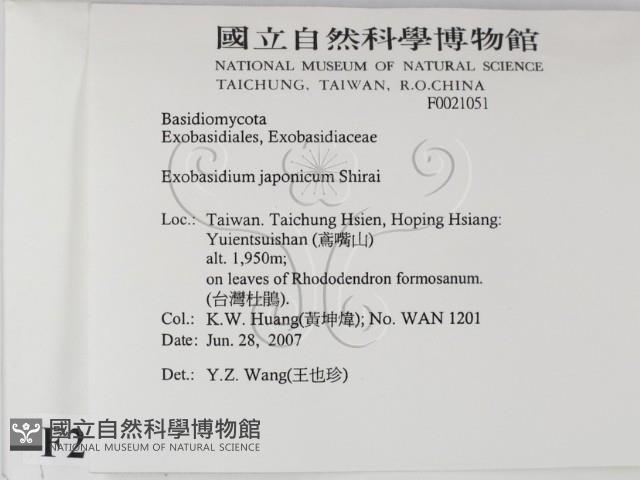 國立自然科學博物館
NATIONAL MUSEUM OF NATURAL SCIENCE
TAICHUNG, TAIWAN, R.O.CHINA
F0021051
Basidiomycota
Exobasidiales, Exobasidiaceae
Exobasidium japonicum Shirai
Loc.: Taiwan. Taichung Hsien, Hoping Hsiang:
Yuientsuishan (鳶嘴山)
alt. 1,950m;
on leaves of Rhododendron formosanum.
(台灣杜鵑).
Col.: K.W. Huang(黃坤煒); No. WAN 1201
Date: Jun. 28, 2007
Det.: Y.Z. Wang(王也珍)
國立自然科學博物館
NATIONAL MUSEUM OF NATURAL SCIENCE
F2